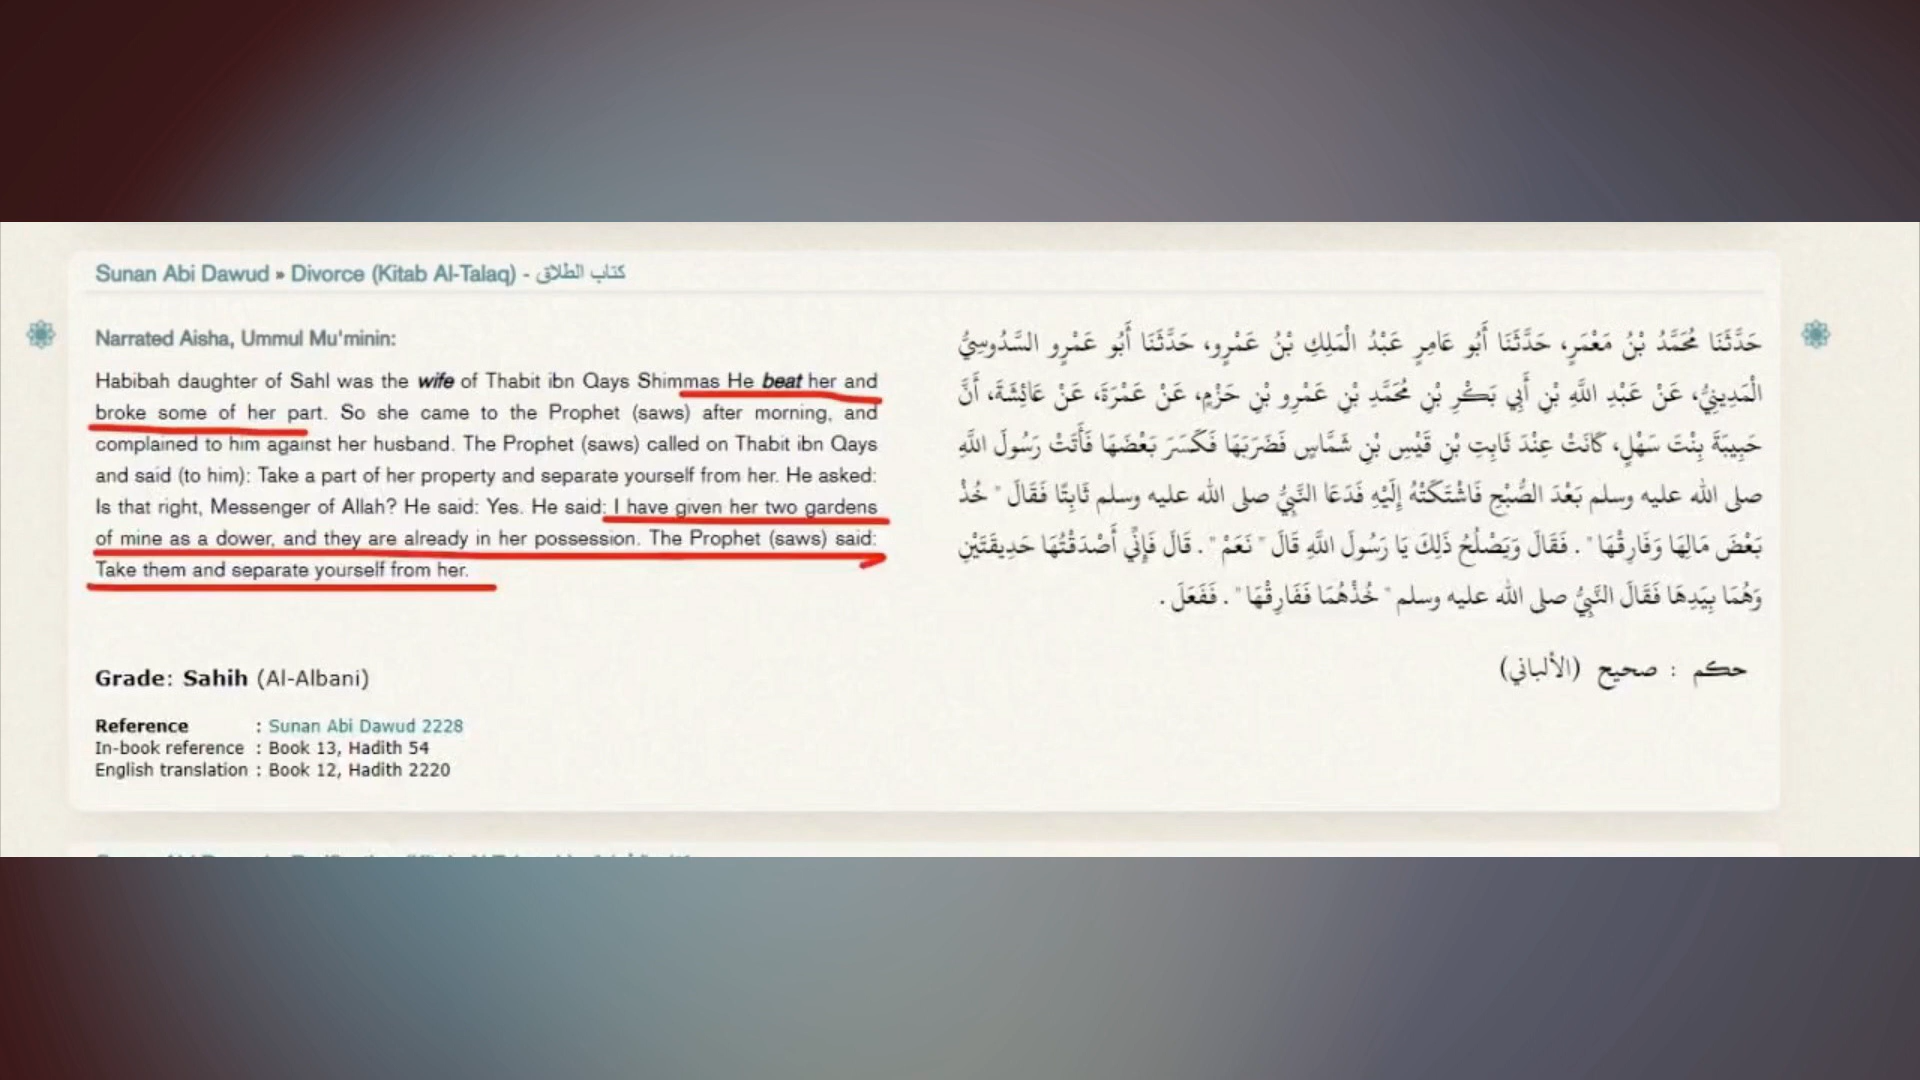 Sunan Abi Dawud » Divorce (Kitab Al-Talaq) - كتاب الطلاق
Narrated Aisha, Ummul Mu'minin:
Habibah daughter of Sahl was the wife of Thabit ibn Qays Shimmas He beat her and
broke some of her part. So she came to the Prophet (saws) after morning, and
complained to him against her husband. The Prophet (saws) called on Thabit ibn Qays
and said (to him): Take a part of her property and separate yourself from her. He asked:
Is that right, Messenger of Allah? He said: Yes. He said: I have given her two gardens
of mine as a dower, and they are already in her possession. The Prophet (saws) said:
Take them and separate yourself from her.
حَدَّثَنَا مُحَمَّدُ بْنُ مَعْمَرٍ، حَدَّثَنَا أَبُو عَامِرٍ عَبْدُ الْمَلِكِ بْنُ عَمْرٍو، حَدَّثَنَا أَبُو عَمْرٍو السَّدُوسِيُّ
الْمَدِينِيُّ، عَنْ عَبْدِ اللَّهِ بْنِ أَبِي بَكْرِ بْنِ مُحَمَّدِ بْنِ عَمْرِو بْنِ حَزْمٍ، عَنْ عَمْرَةَ، عَنْ عَائِشَةَ، أَنَّ
حَبِيبَةَ بِنْتَ سَهْلٍ، كَانَتْ عِنْدَ ثَابِتِ بْنِ قَيْسِ بْنِ شَمَّاسٍ فَضَرَبَهَا فَكَسَرَ بَعْضَهَا فَأَتَتْ رَسُولَ اللَّهِ
صلى الله عليه وسلم بَعْدَ الصُّبْحِ فَاشْتَكَتْهُ إِلَيْهِ فَدَعَا النَّبِيُّ صلى الله عليه وسلم ثَابِتًا فَقَالَ " خُذْ
بَعْضَ مَالِهَا وَفَارِقْهَا " . فَقَالَ وَيَصْلُحُ ذَلِكَ يَا رَسُولَ اللَّهِ قَالَ " نَعَمْ " . قَالَ فَإِنِّي أَصْدَقْتُهَا حَدِيقَتَيْنِ
وَهُمَا بِيَدِهَا فَقَالَ النَّبِيُّ صلى الله عليه وسلم " خُذْهُمَا فَفَارِقْهَا " . فَفَعَلَ .
Grade: Sahih (Al-Albani)
حكم : صحيح (الألباني)
Reference : Sunan Abi Dawud 2228
In-book reference : Book 13, Hadith 54
English translation : Book 12, Hadith 2220